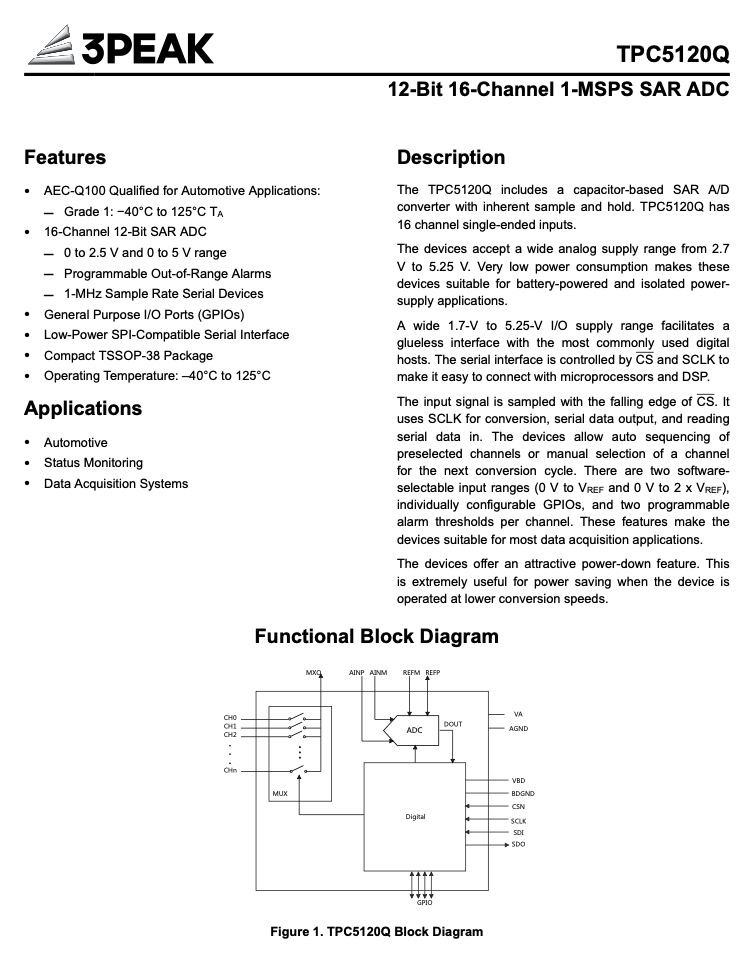 3PEAK
TPC5120Q
12-Bit 16-Channel 1-MSPS SAR ADC
Features
• AEC-Q100 Qualified for Automotive Applications:
– Grade 1: −40°C to 125°C TA
• 16-Channel 12-Bit SAR ADC
– 0 to 2.5 V and 0 to 5 V range
– Programmable Out-of-Range Alarms
– 1-MHz Sample Rate Serial Devices
• General Purpose I/O Ports (GPIOs)
• Low-Power SPI-Compatible Serial Interface
• Compact TSSOP-38 Package
• Operating Temperature: –40°C to 125°C
Applications
• Automotive
• Status Monitoring
• Data Acquisition Systems
Description
The TPC5120Q includes a capacitor-based SAR A/D
converter with inherent sample and hold. TPC5120Q has
16 channel single-ended inputs.
The devices accept a wide analog supply range from 2.7
V to 5.25 V. Very low power consumption makes these
devices suitable for battery-powered and isolated power-
supply applications.
A wide 1.7-V to 5.25-V I/O supply range facilitates a
glueless interface with the most commonly used digital
hosts. The serial interface is controlled by C̅S̅ and SCLK to
make it easy to connect with microprocessors and DSP.
The input signal is sampled with the falling edge of C̅S̅. It
uses SCLK for conversion, serial data output, and reading
serial data in. The devices allow auto sequencing of
preselected channels or manual selection of a channel
for the next conversion cycle. There are two software-
selectable input ranges (0 V to VREF and 0 V to 2 x VREF),
individually configurable GPIOs, and two programmable
alarm thresholds per channel. These features make the
devices suitable for most data acquisition applications.
The devices offer an attractive power-down feature. This
is extremely useful for power saving when the device is
operated at lower conversion speeds.
Functional Block Diagram
MXO AINP AINM REFM REFP
CH0
CH1
CH2
.
.
.
CHn
MUX
ADC
DOUT
Digital
VA
AGND
VBD
BDGND
CSN
SCLK
SDI
SDO
GPIO
Figure 1. TPC5120Q Block Diagram